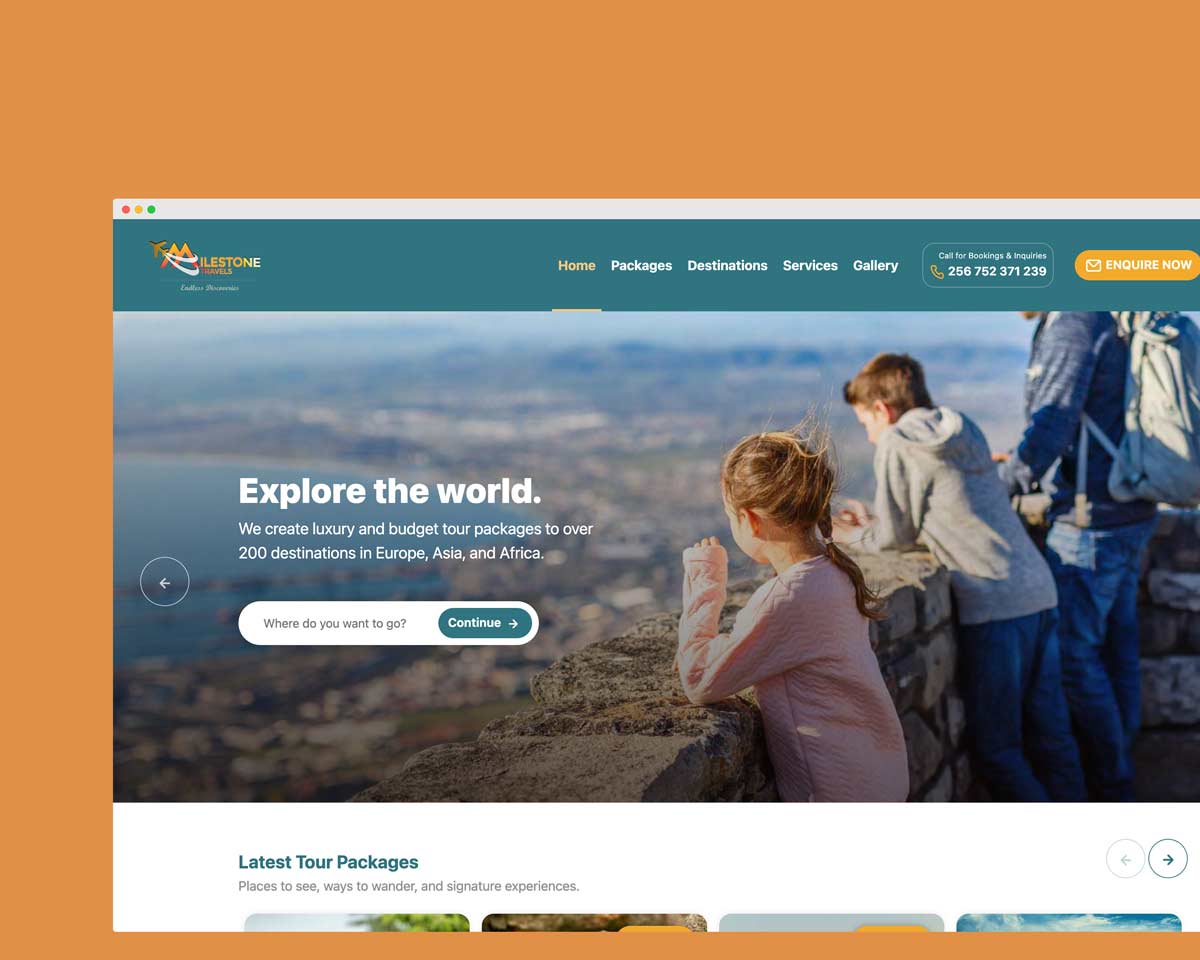 MILESTONE
TRAVELS
Endless Discoveries
Home
Packages
Destinations
Services
Gallery
Call for Bookings & Inquiries
256 752 371 239
ENQUIRE NOW
Explore the world.
We create luxury and budget tour packages to over
200 destinations in Europe, Asia, and Africa.
Where do you want to go?
Continue
Latest Tour Packages
Places to see, ways to wander, and signature experiences.